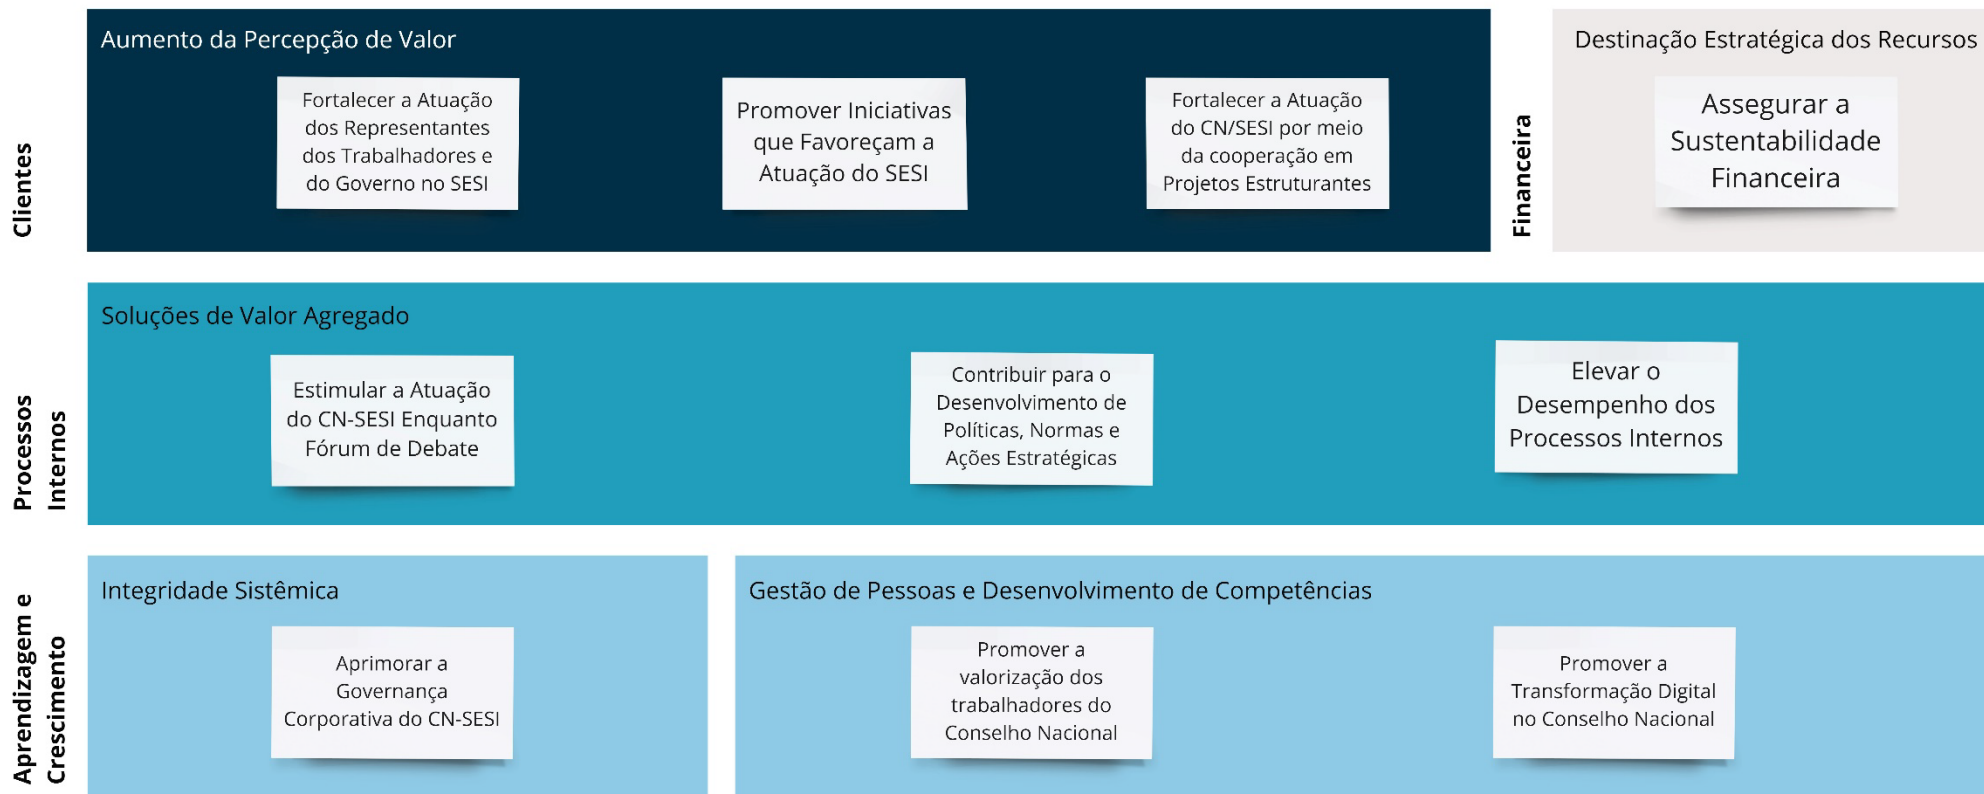 Clientes
Aumento da Percepção de Valor
Fortalecer a Atuação
dos Representantes
dos Trabalhadores e
do Governo no SESI
Promover Iniciativas
que Favoreçam a
Atuação do SESI
Fortalecer a Atuação
do CN/SESI por meio
da cooperação em
Projetos Estruturantes
Financeira
Destinação Estratégica dos Recursos
Assegurar a
Sustentabilidade
Financeira
Processos
Internos
Soluções de Valor Agregado
Estimular a Atuação
do CN-SESI Enquanto
Fórum de Debate
Contribuir para o
Desenvolvimento de
Políticas, Normas e
Ações Estratégicas
Elevar o
Desempenho dos
Processos Internos
Aprendizagem e
Crescimento
Integridade Sistêmica
Aprimorar a
Governança
Corporativa do CN-SESI
Gestão de Pessoas e Desenvolvimento de Competências
Promover a
valorização dos
trabalhadores do
Conselho Nacional
Promover a
Transformação Digital
no Conselho Nacional